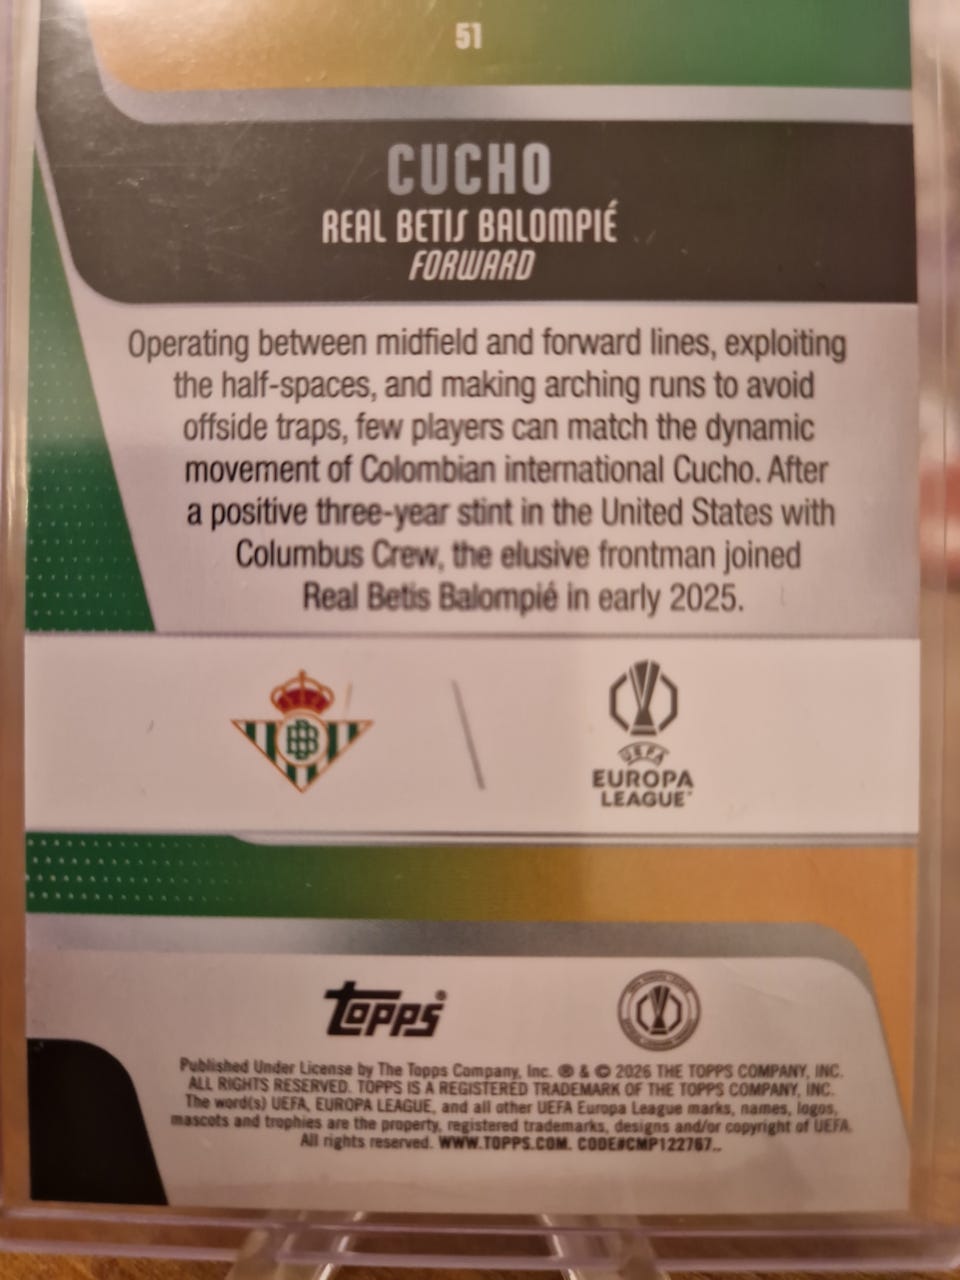 51
CUCHO
REAL BETIS BALOMPIÉ
FORWARD
Operating between midfield and forward lines, exploiting
the half-spaces, and making arching runs to avoid
offside traps, few players can match the dynamic
movement of Colombian international Cucho. After
a positive three-year stint in the United States with
Columbus Crew, the elusive frontman joined
Real Betis Balompié in early 2025.
UEFA
EUROPA
LEAGUE
Topps®
Published Under License by The Topps Company, Inc. ® & © 2026 THE TOPPS COMPANY, INC.
ALL RIGHTS RESERVED. TOPPS IS A REGISTERED TRADEMARK OF THE TOPPS COMPANY, INC.
The word(s) UEFA, EUROPA LEAGUE, and all other UEFA Europa League marks, names, logos,
mascots and trophies are the property, registered trademarks, designs and/or copyright of UEFA.
All rights reserved. WWW.TOPPS.COM. CODE#CMP122767..